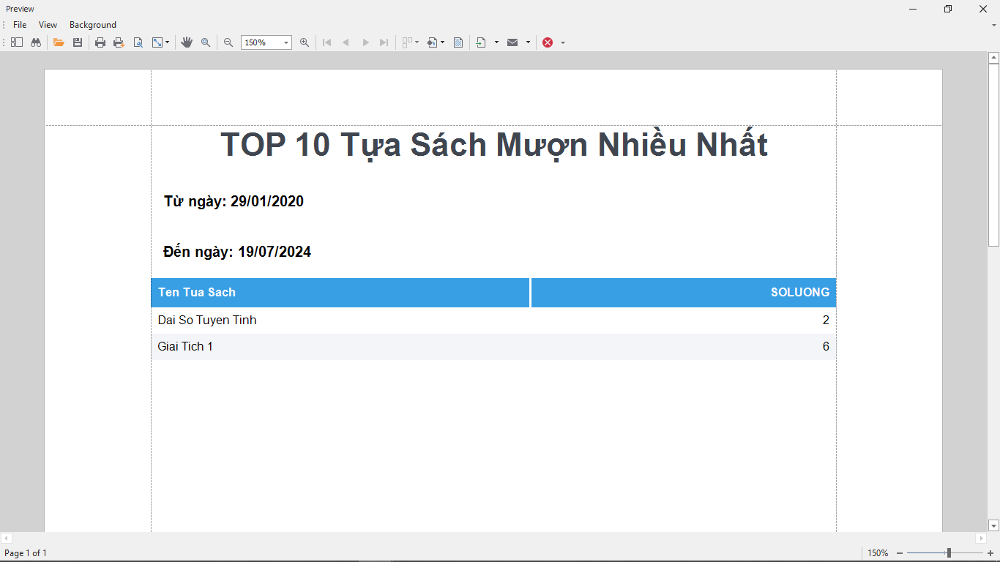 Preview
File View Background
150%
TOP 10 Tựa Sách Mượn Nhiều Nhất
Từ ngày: 29/01/2020
Đến ngày: 19/07/2024
Ten Tua Sach SOLUONG
Dai So Tuyen Tinh 2
Giai Tich 1 6
Page 1 of 1 150%